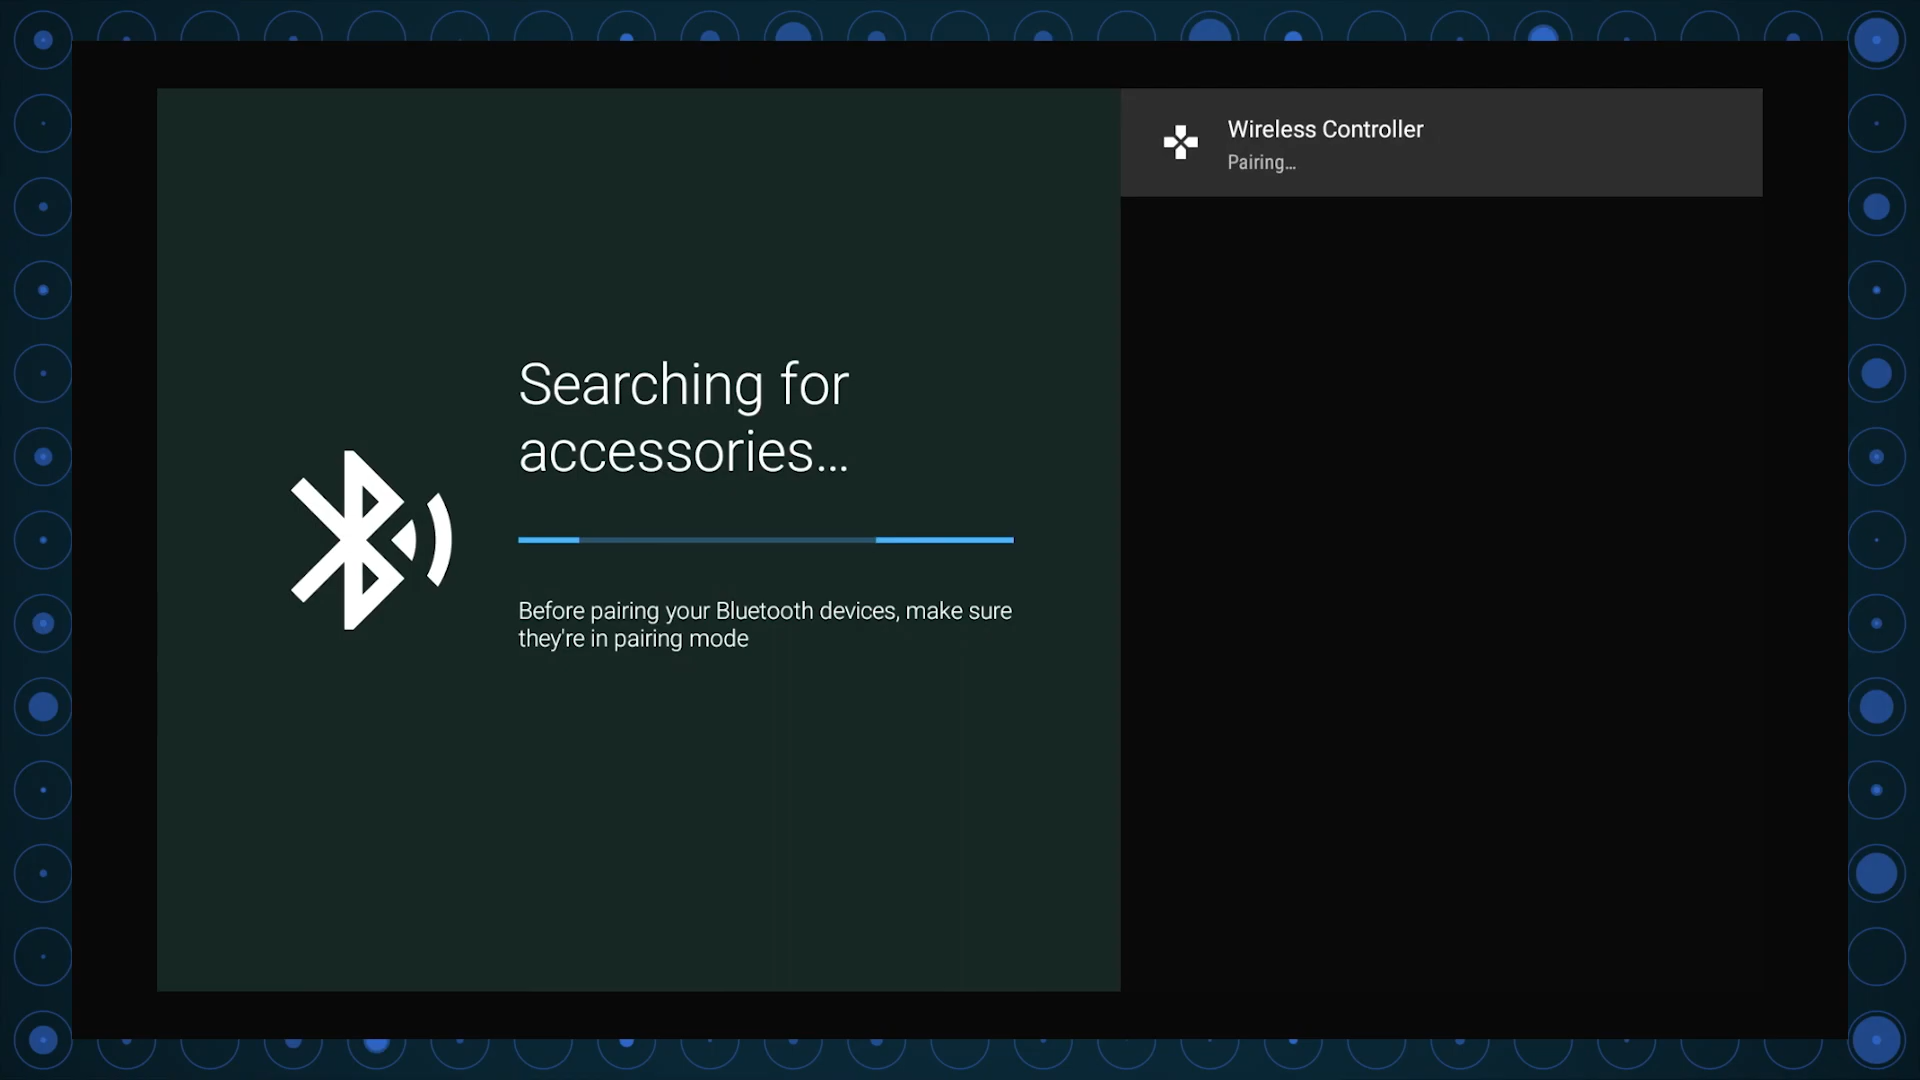 Wireless Controller
Pairing...
Searching for
accessories...
Before pairing your Bluetooth devices, make sure
they're in pairing mode